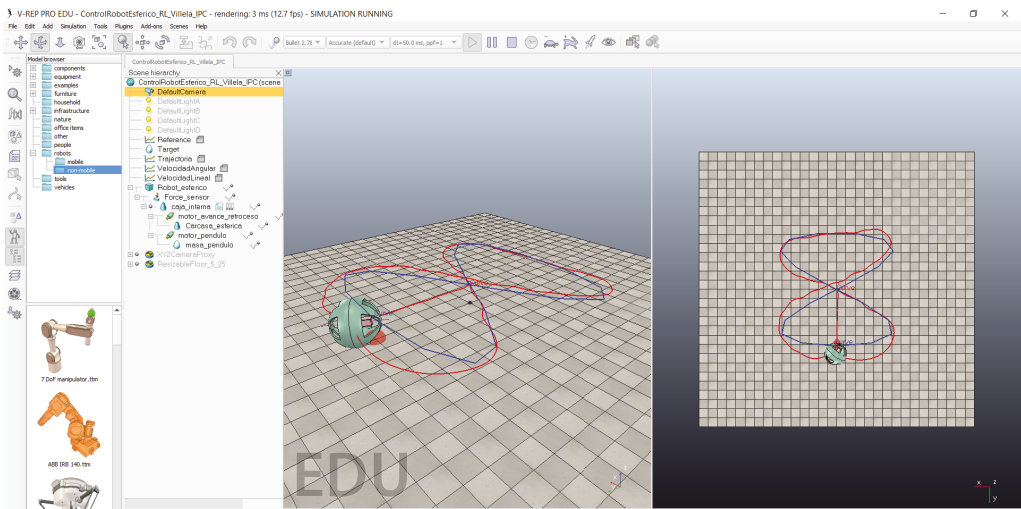 V-REP PRO EDU - ControlRobotEsferico_RL_Villela_IPC - rendering: 3 ms (12.7 fps) - SIMULATION RUNNING
File Edit Add Simulation Tools Plugins Add-ons Scenes Help
Bullet 2.78 Accurate (default) dt=50.0 ms, ppf=1
Model browser
components
equipment
examples
furniture
household
infrastructure
nature
office items
other
people
robots
mobile
non-mobile
tools
vehicles
7 DoF manipulator.ttm
ABB IRB 140.ttm
ControlRobotEsferico_RL_Villela_IPC
Scene hierarchy
ControlRobotEsferico_RL_Villela_IPC (scene
DefaultCamera
DefaultLightA
DefaultLightB
DefaultLightC
DefaultLightD
Reference
Target
Trajectoria
VelocidadAngular
VelocidadLineal
Robot_esferico
Force_sensor
caja_interna
motor_avance_retroceso
Carcasa_esferica
motor_pendulo
masa_pendulo
XYZCameraProxy
ResizableFloor_5_25
EDU
x z
y